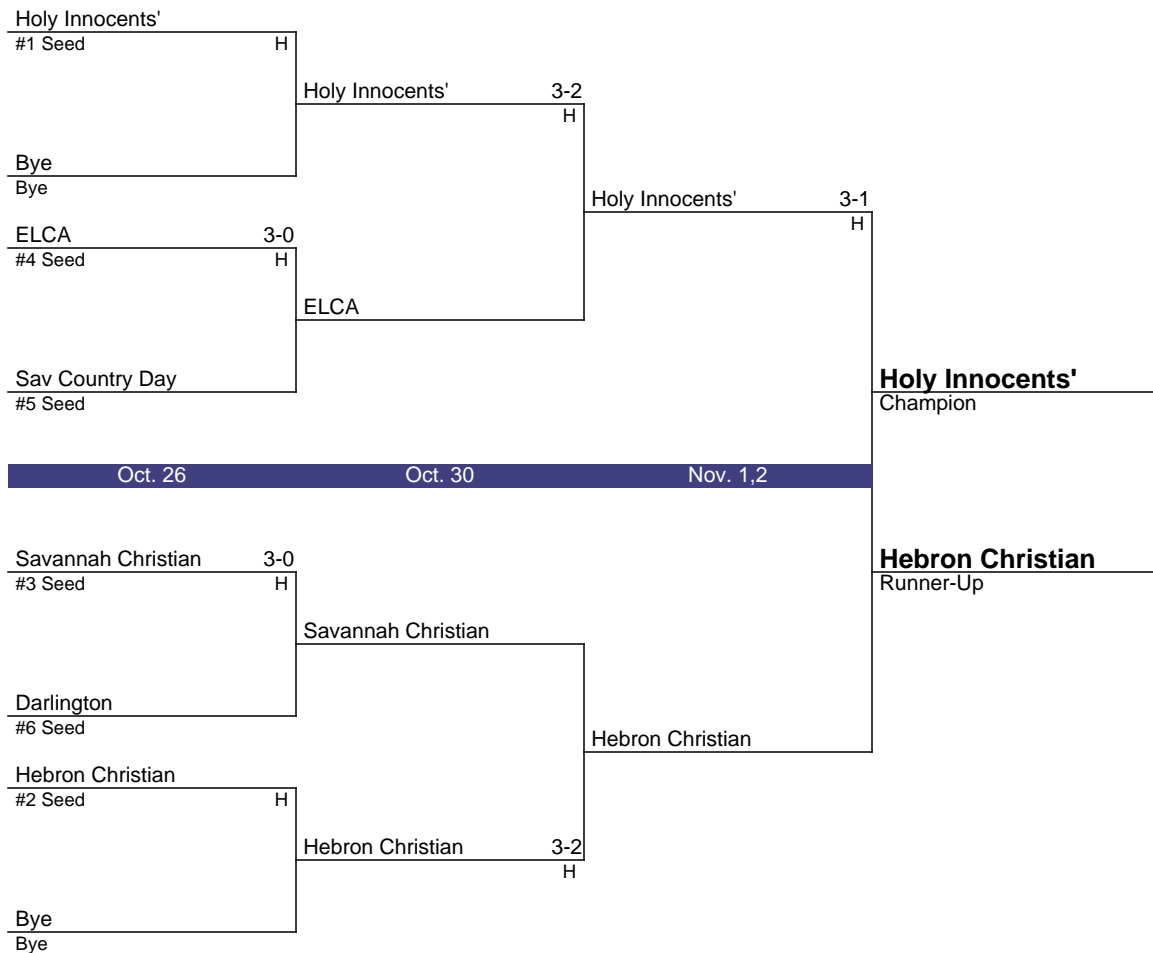 Holy Innocents'
#1 Seed H
Holy Innocents' 3-2
H
Bye
Bye
Holy Innocents' 3-1
H
ELCA 3-0
#4 Seed H
ELCA
Sav Country Day
#5 Seed
Holy Innocents'
Champion
Oct. 26 Oct. 30 Nov. 1,2
Savannah Christian 3-0
#3 Seed H
Hebron Christian
Runner-Up
Savannah Christian
Darlington
#6 Seed
Hebron Christian
Hebron Christian
#2 Seed H
Hebron Christian 3-2
H
Bye
Bye